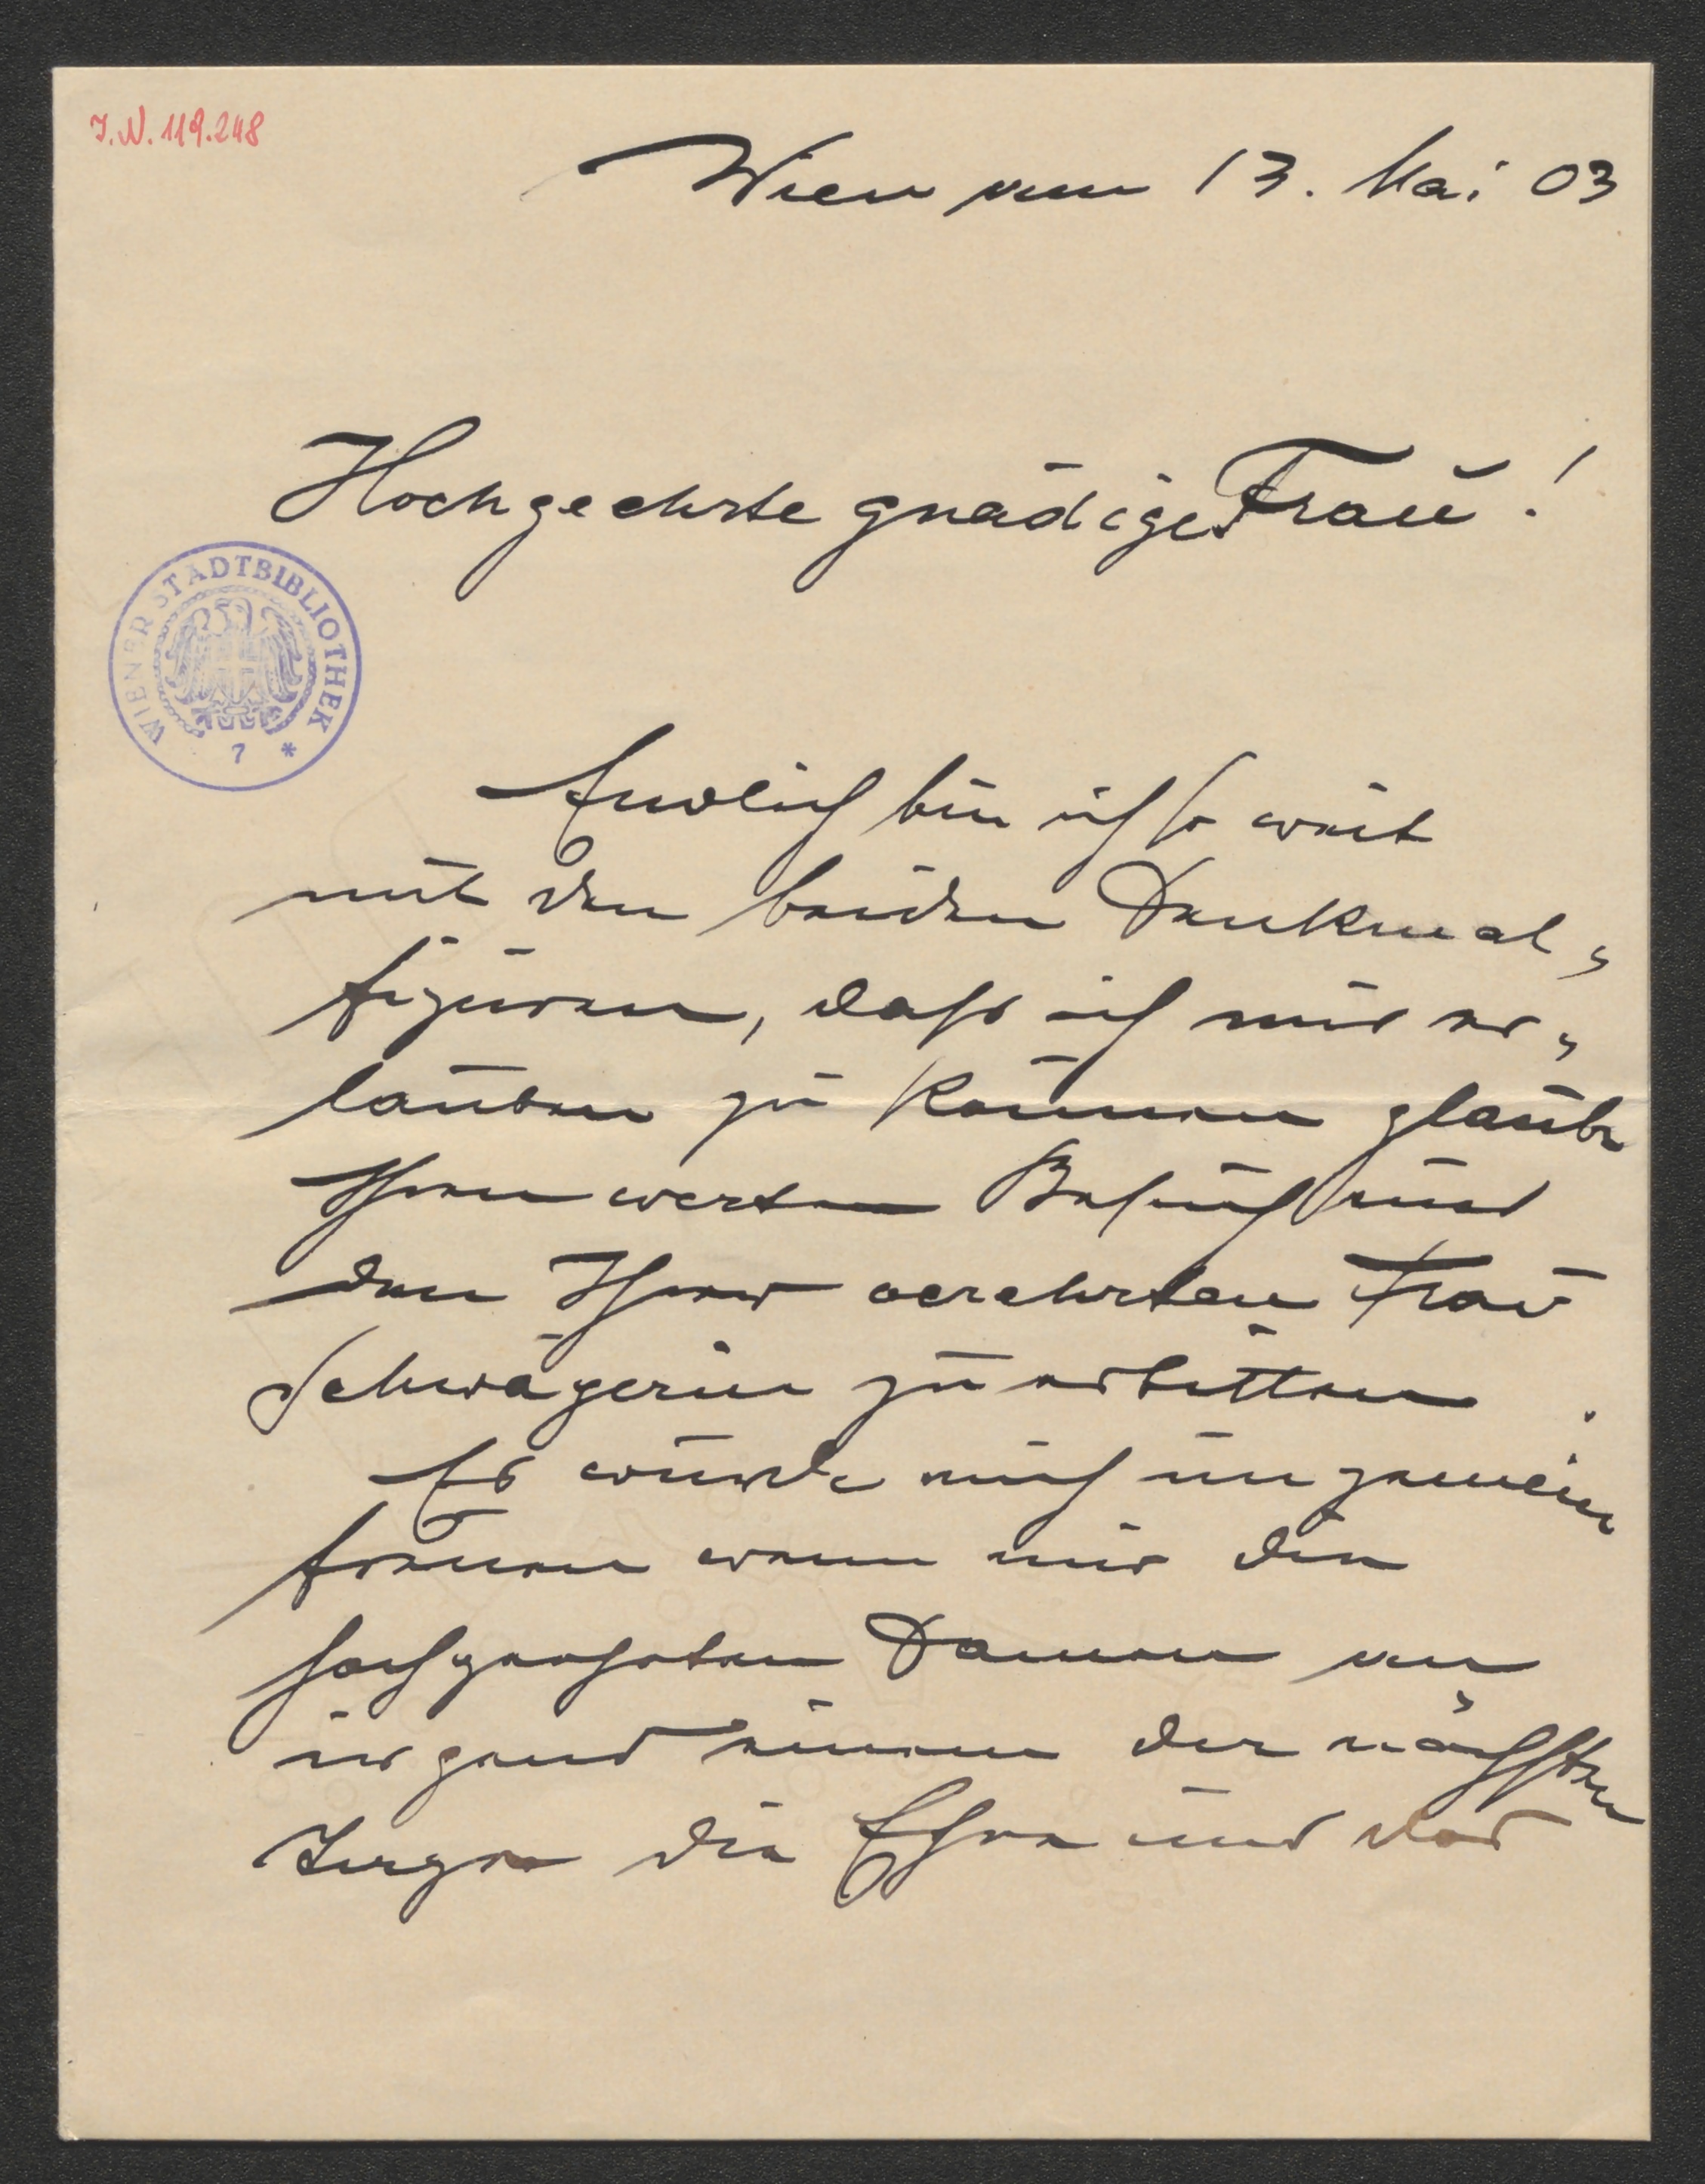 J.N. 119.248
Wien am 13. Mai 03
Hochgeehrte gnädige Frau!
WIENER STADTBIBLIOTHEK
7 *
Endlich bin ich so weit
mit den beiden Denkmal„
figuren, dass ich mir er„
lauben zu können glaube
Ihren werten Besuch und
den Ihrer verehrten Frau
Schwägerin zu erbitten.
Es würde mich ungemein
freuen wenn mir die
hochgeehrten Damen an
irgend einem der nächsten
Tage die Ehre und das